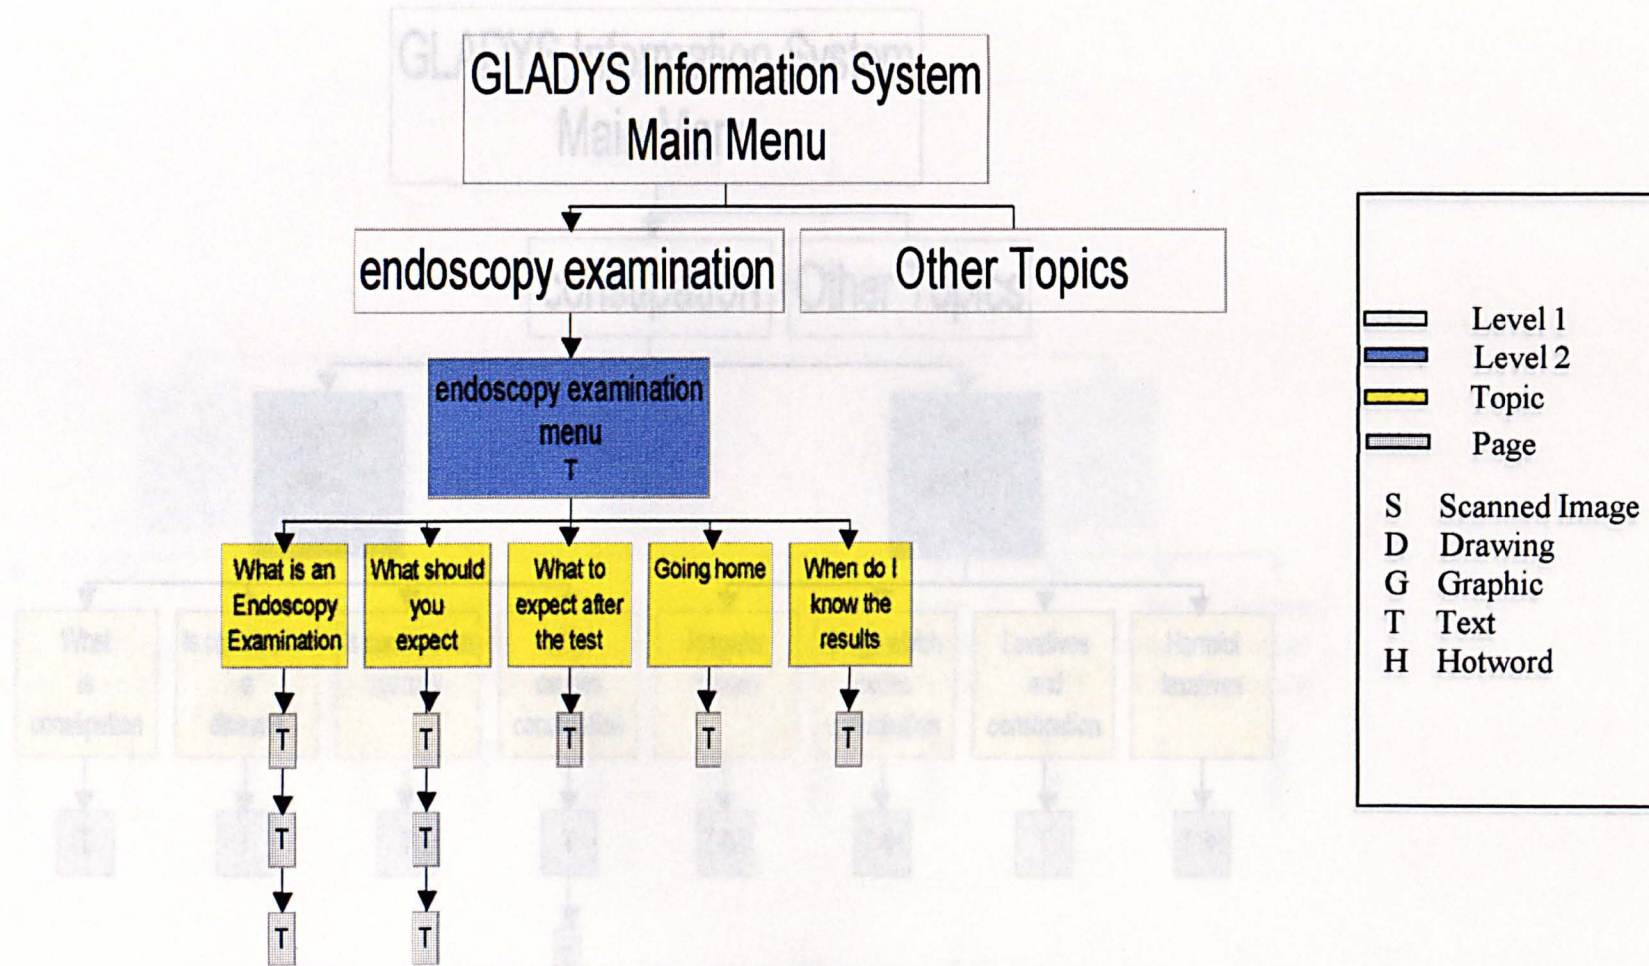 GLADYS Information System
Main Menu
endoscopy examination
Other Topics
endoscopy examination
menu
T
What is an
Endoscopy
Examination
What should
you
expect
What to
expect after
the test
Going home
When do I
know the
results
T
T
T
T
T
T
T
T
T
Level 1
Level 2
Topic
Page
S Scanned Image
D Drawing
G Graphic
T Text
H Hotword